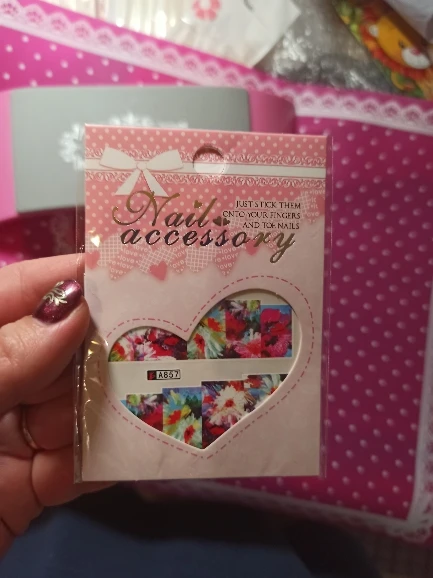 Nail
JUST STICK THEM
ONTO YOUR FINGERS
AND TOE NAILS
accessory
A857